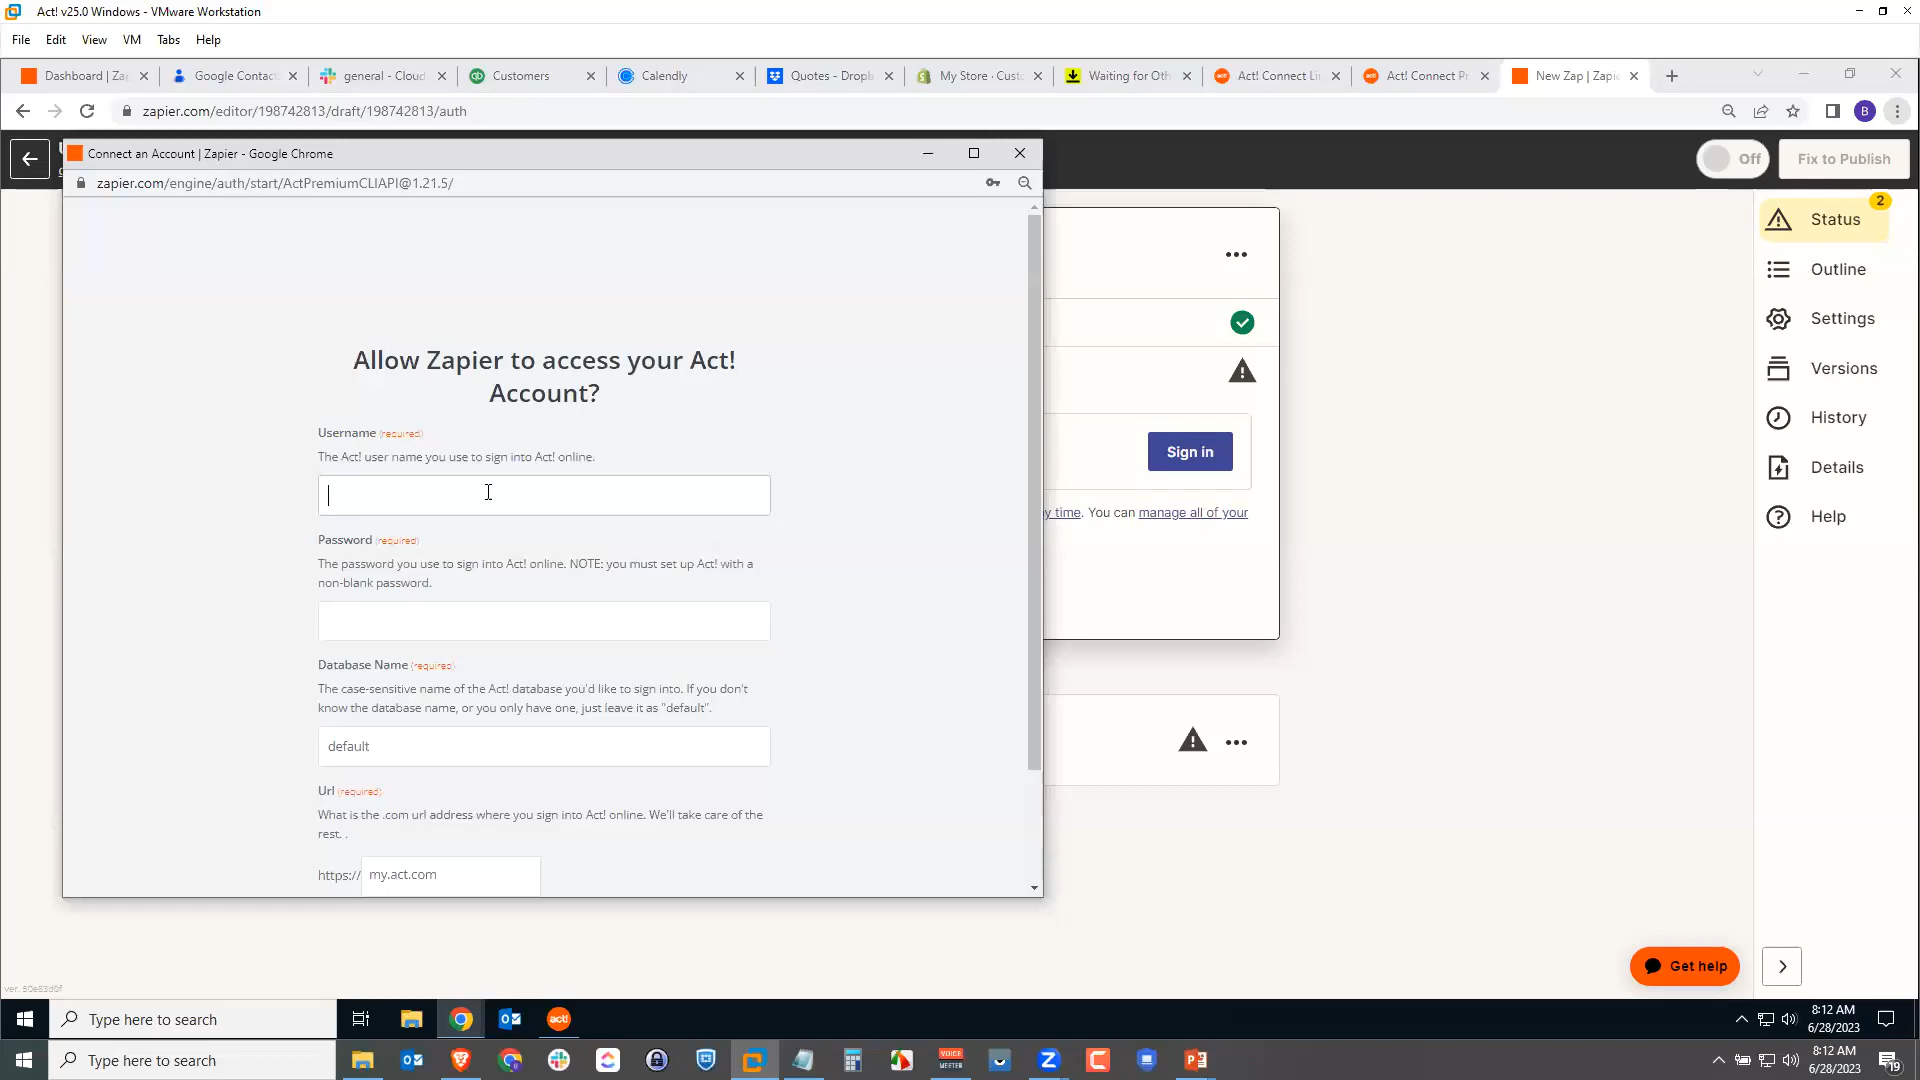 Act! v25.0 Windows - VMware Workstation
File Edit View VM Tabs Help
Dashboard | Za
Google Contac
general - Cloud
Customers
Calendly
Quotes - Dropb
My Store · Custo
Waiting for Oth
Act! Connect Li
Act! Connect Pr
New Zap | Zapie
zapier.com/editor/198742813/draft/198742813/auth
B
Off
Fix to Publish
Connect an Account | Zapier - Google Chrome
zapier.com/engine/auth/start/ActPremiumCLIAPI@1.21.5/
Allow Zapier to access your Act!
Account?
Username (required)
The Act! user name you use to sign into Act! online.
Password (required)
The password you use to sign into Act! online. NOTE: you must set up Act! with a
non-blank password.
Database Name (required)
The case-sensitive name of the Act! database you'd like to sign into. If you don't
know the database name, or you only have one, just leave it as "default".
default
Url (required)
What is the .com url address where you sign into Act! online. We'll take care of the
rest. .
https:// my.act.com
Sign in
y time. You can manage all of your
2
Status
Outline
Settings
Versions
History
Details
Help
Get help
ver. 50e83d0f
Type here to search
act!
8:12 AM
6/28/2023
Type here to search
VOICE
MEETER
8:12 AM
6/28/2023
19